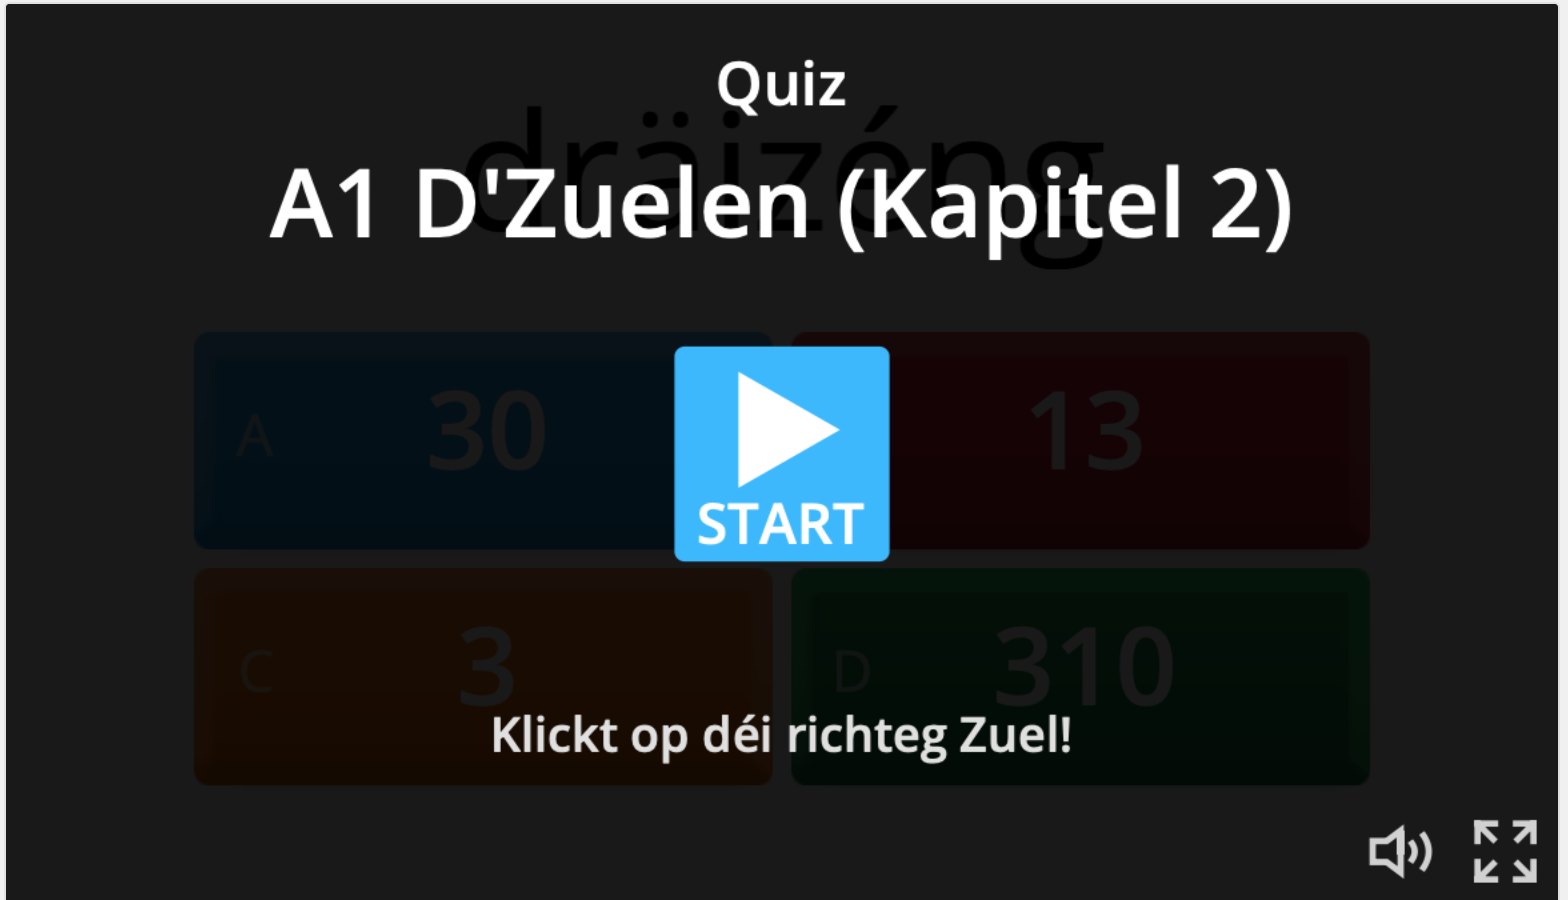 Quiz
dräizéng
A1 D'Zuelen (Kapitel 2)
A 30
13
START
C 3
D 310
Klickt op déi richteg Zuel!